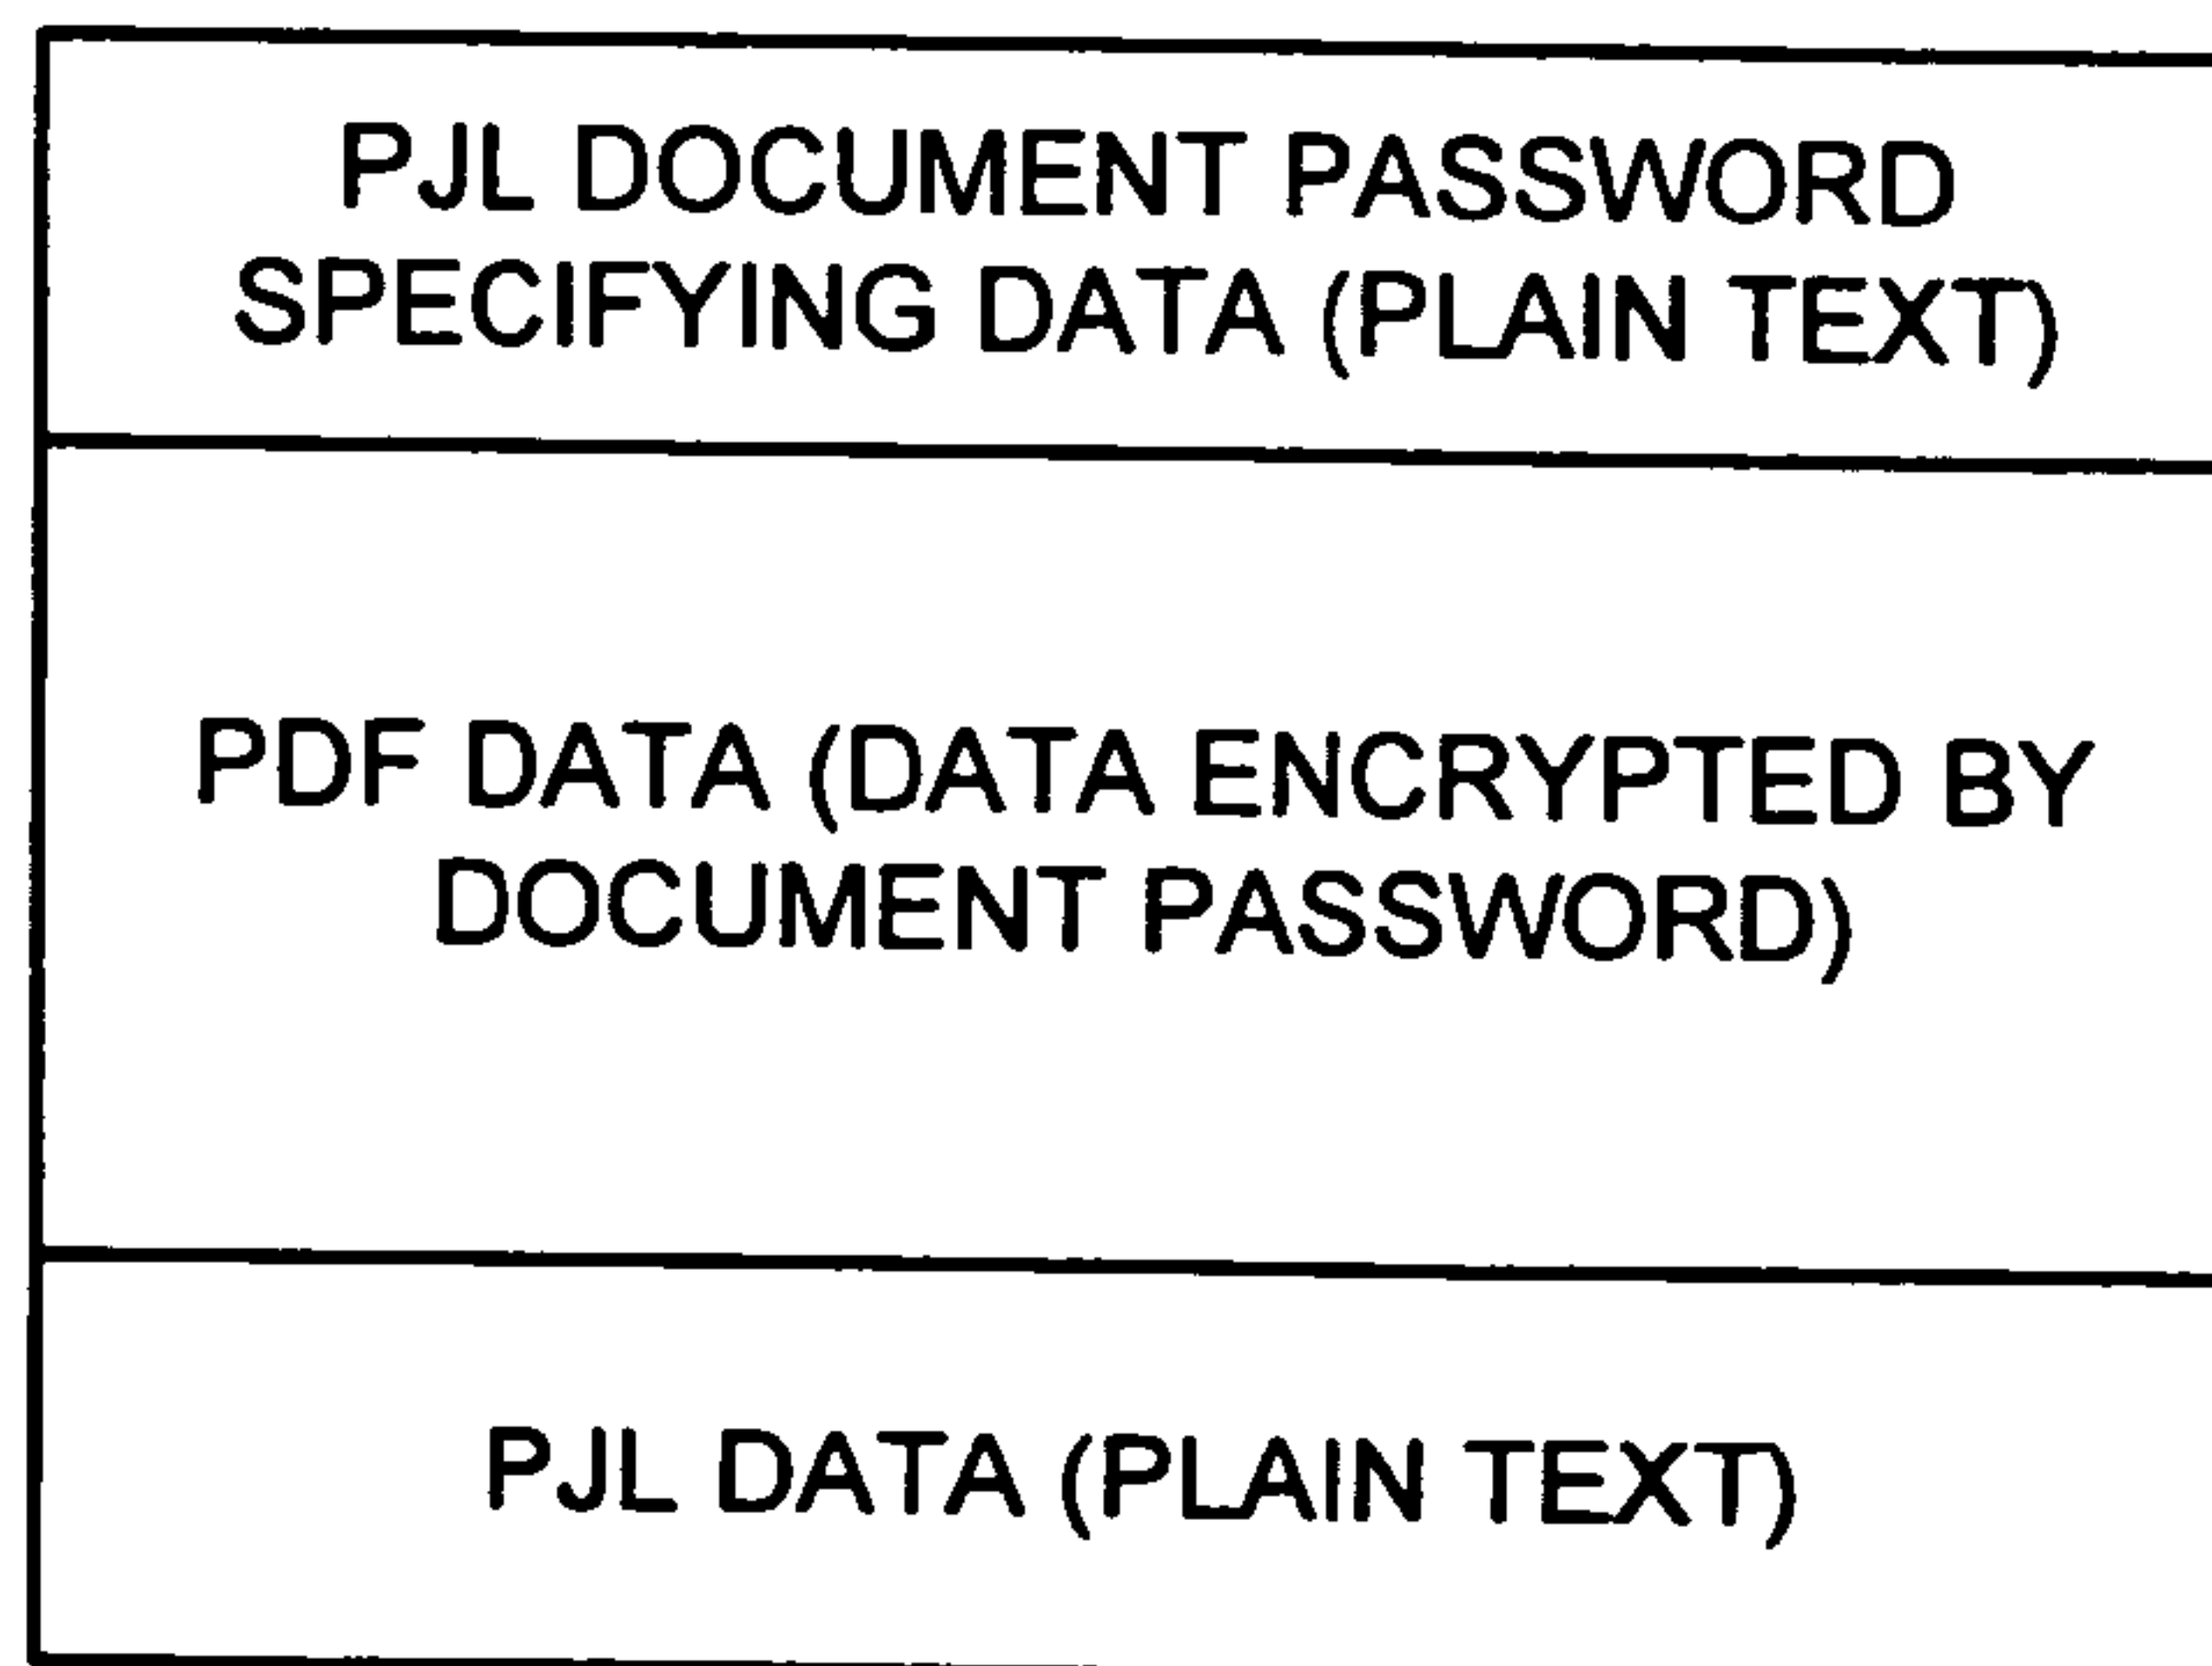 PJL DOCUMENT PASSWORD
SPECIFYING DATA (PLAIN TEXT)
PDF DATA (DATA ENCRYPTED BY
DOCUMENT PASSWORD)
PJL DATA (PLAIN TEXT)